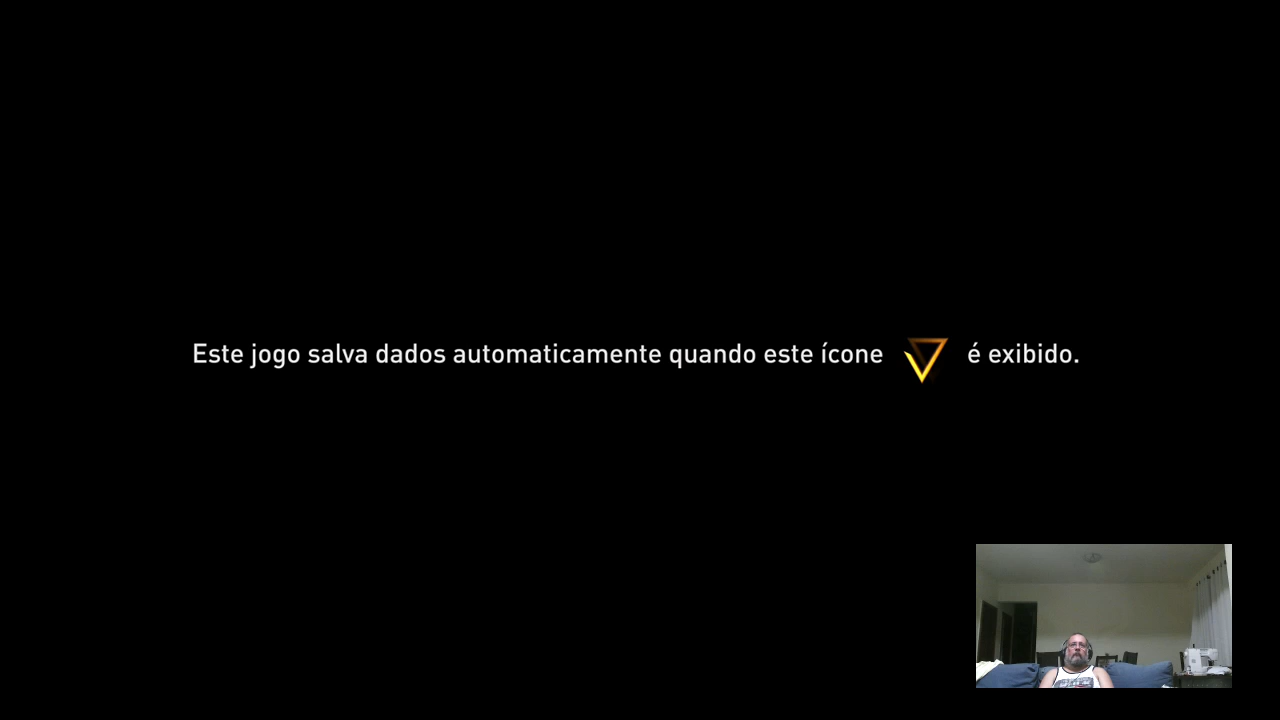 Este jogo salva dados automaticamente quando este ícone é exibido.